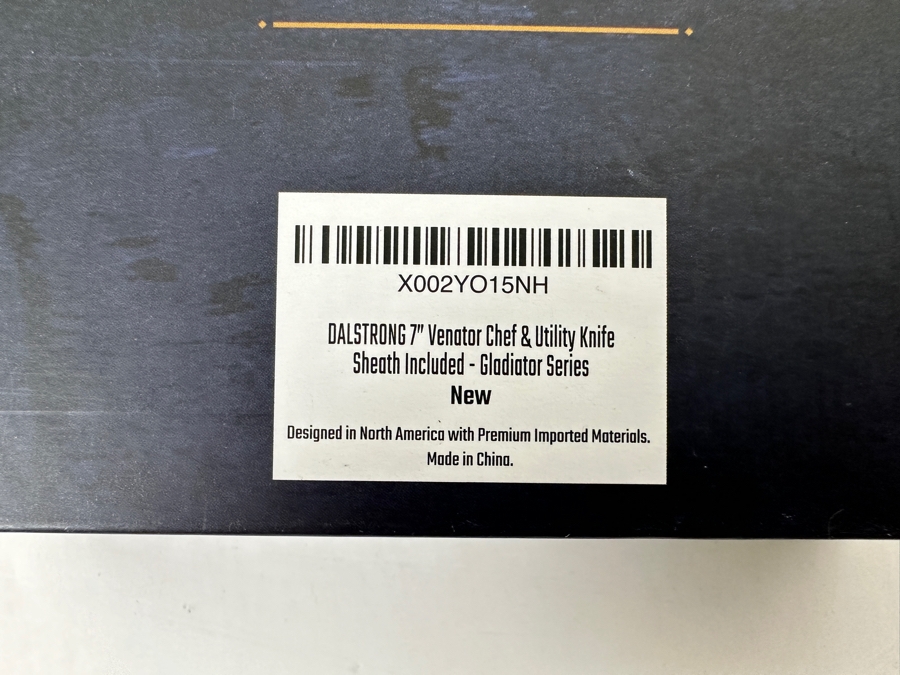 X002YO15NH
DALSTRONG 7" Venator Chef & Utility Knife
Sheath Included - Gladiator Series
New
Designed in North America with Premium Imported Materials.
Made in China.